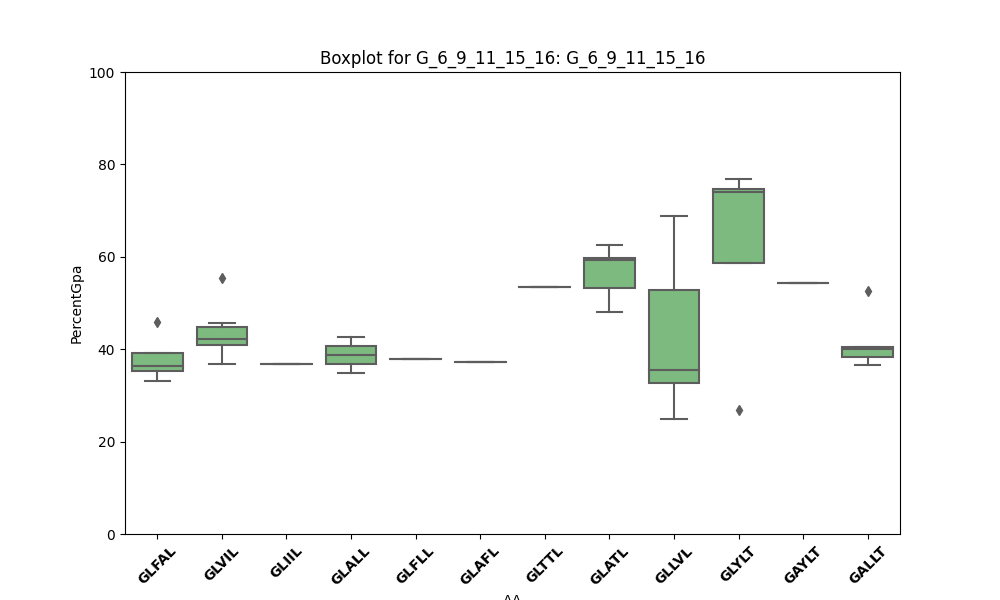 Boxplot for G_6_9_11_15_16: G_6_9_11_15_16
100
80
60
40
20
0
PercentGpa
GLFAL GLVIL GLIIL GLALL GLFLL GLAFL GLTTL GLATL GLLVL GLYLT GAYLT GALLT
AA